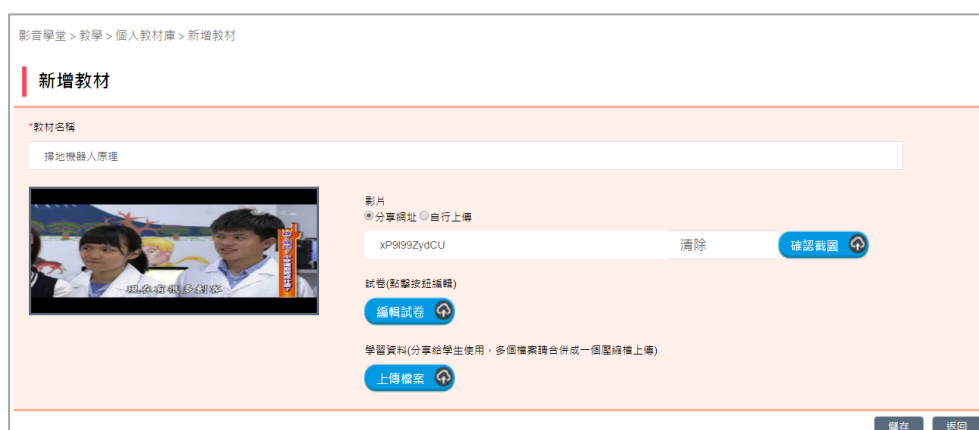 影音學堂 > 教學 > 個人教材庫 > 新增教材
新增教材
*教材名稱
掃地機器人原理
影片
分享網址 自行上傳
xP9I99ZydCU 清除 確認截圖
現在有很多創客
試卷(點擊按鈕編輯)
編輯試卷
學習資料(分享給學生使用，多個檔案請合併成一個壓縮檔上傳)
上傳檔案
儲存 返回